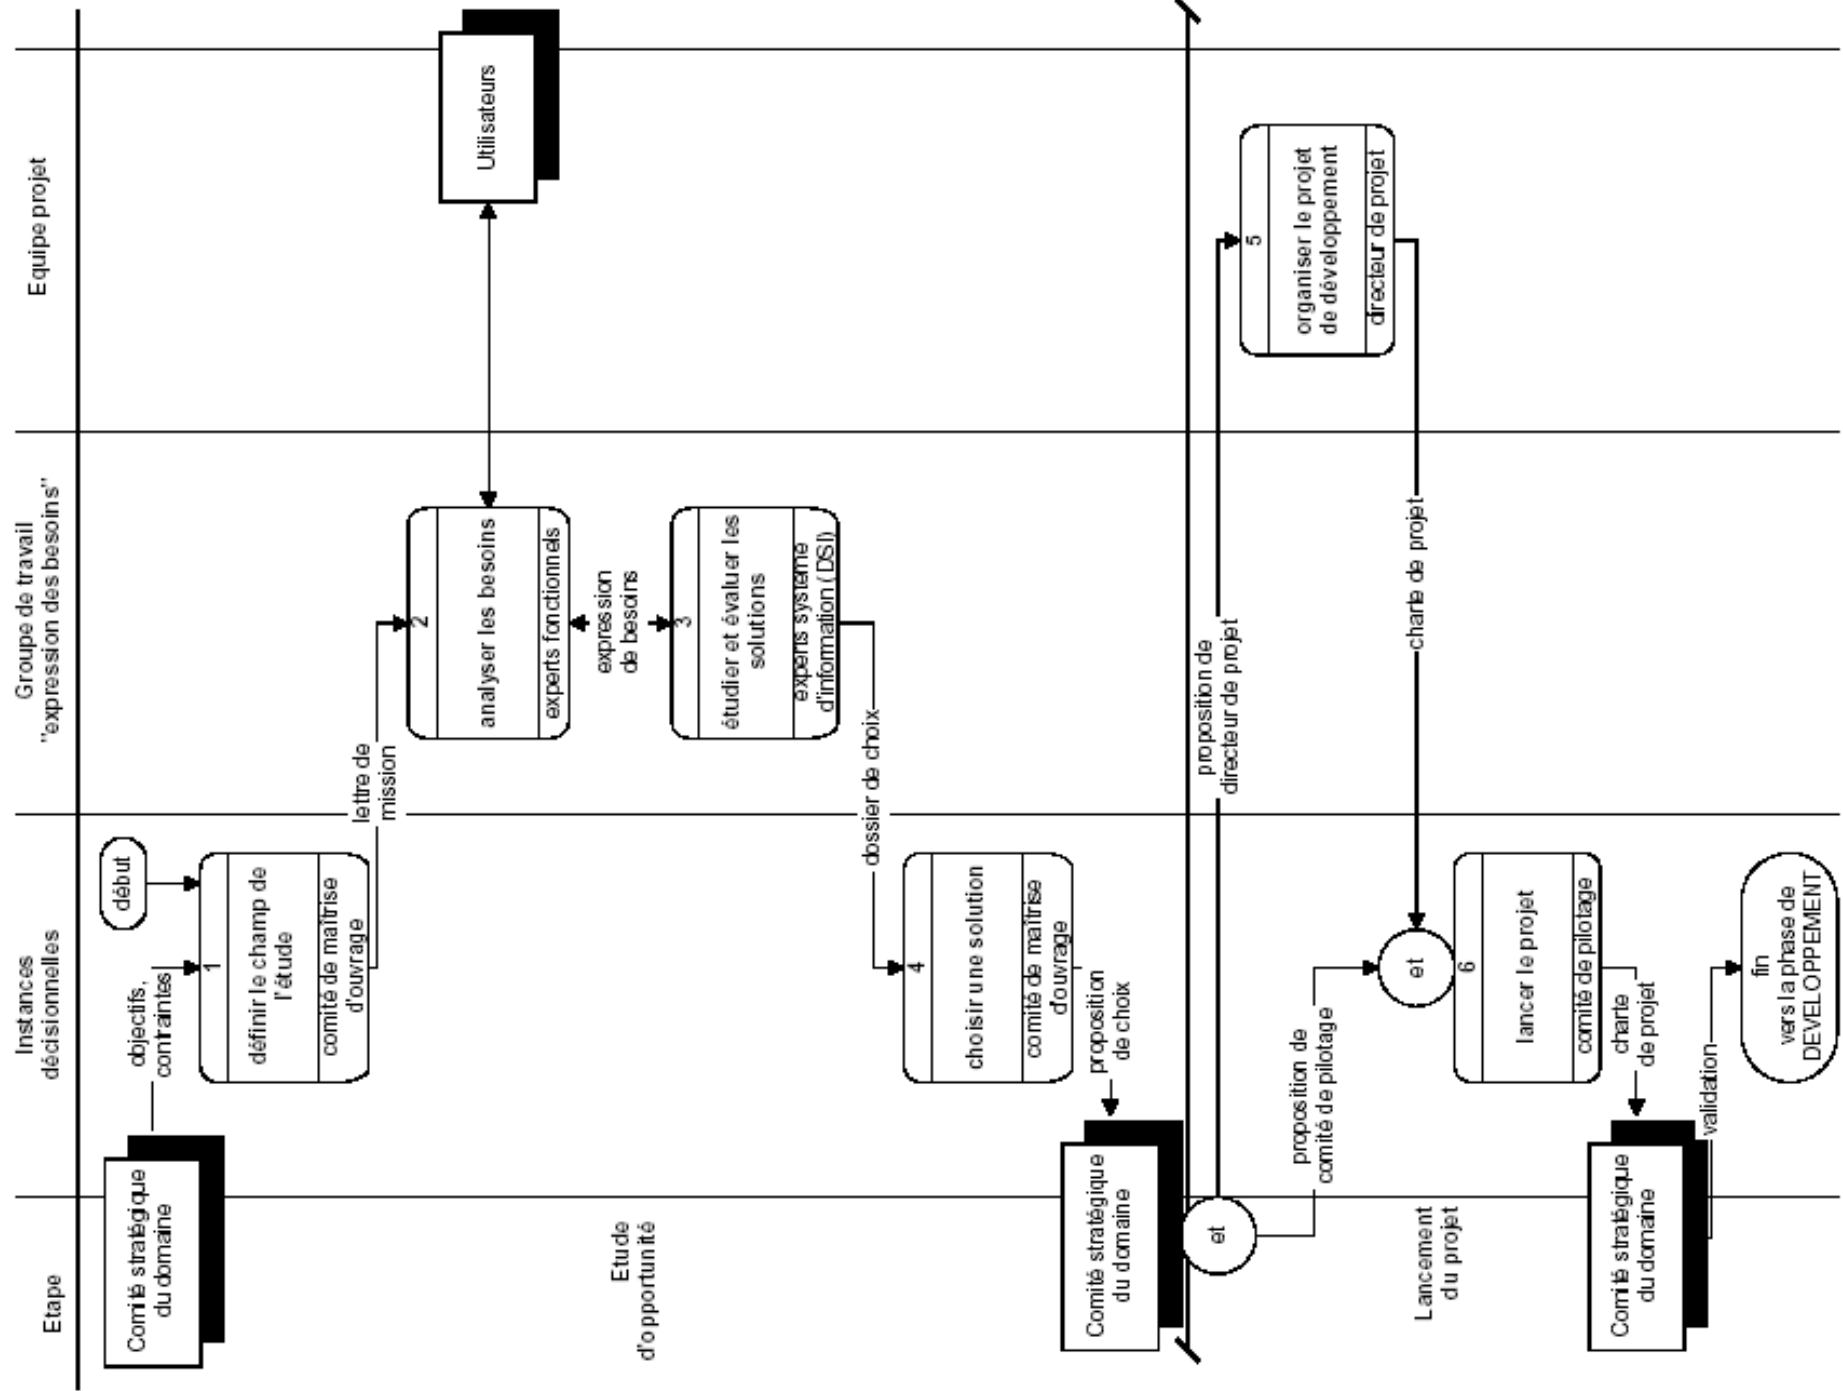 Etape
Instances
décisionnelles
Groupe de travail
"expression des besoins"
Equipe projet
Comité stratégique
du domaine
objectifs,
contraintes
début
1
définir le champ de
l'étude
comité de maîtrise
d'ouvrage
lettre de
mission
2
analyser les besoins
experts fonctionnels
Utilisateurs
expression
de besoins
3
étudier et évaluer les
solutions
experts système
d'information (DSI)
Etude
d'opportunité
dossier de choix
4
choisir une solution
comité de maîtrise
d'ouvrage
proposition
de choix
Comité stratégique
du domaine
et
proposition de
directeur de projet
5
organiser le projet
de développement
directeur de projet
proposition de
comité de pilotage
charte de projet
Lancement
du projet
et
6
lancer le projet
comité de pilotage
charte
de projet
Comité stratégique
du domaine
validation
fin
vers la phase de
DEVELOPPEMENT